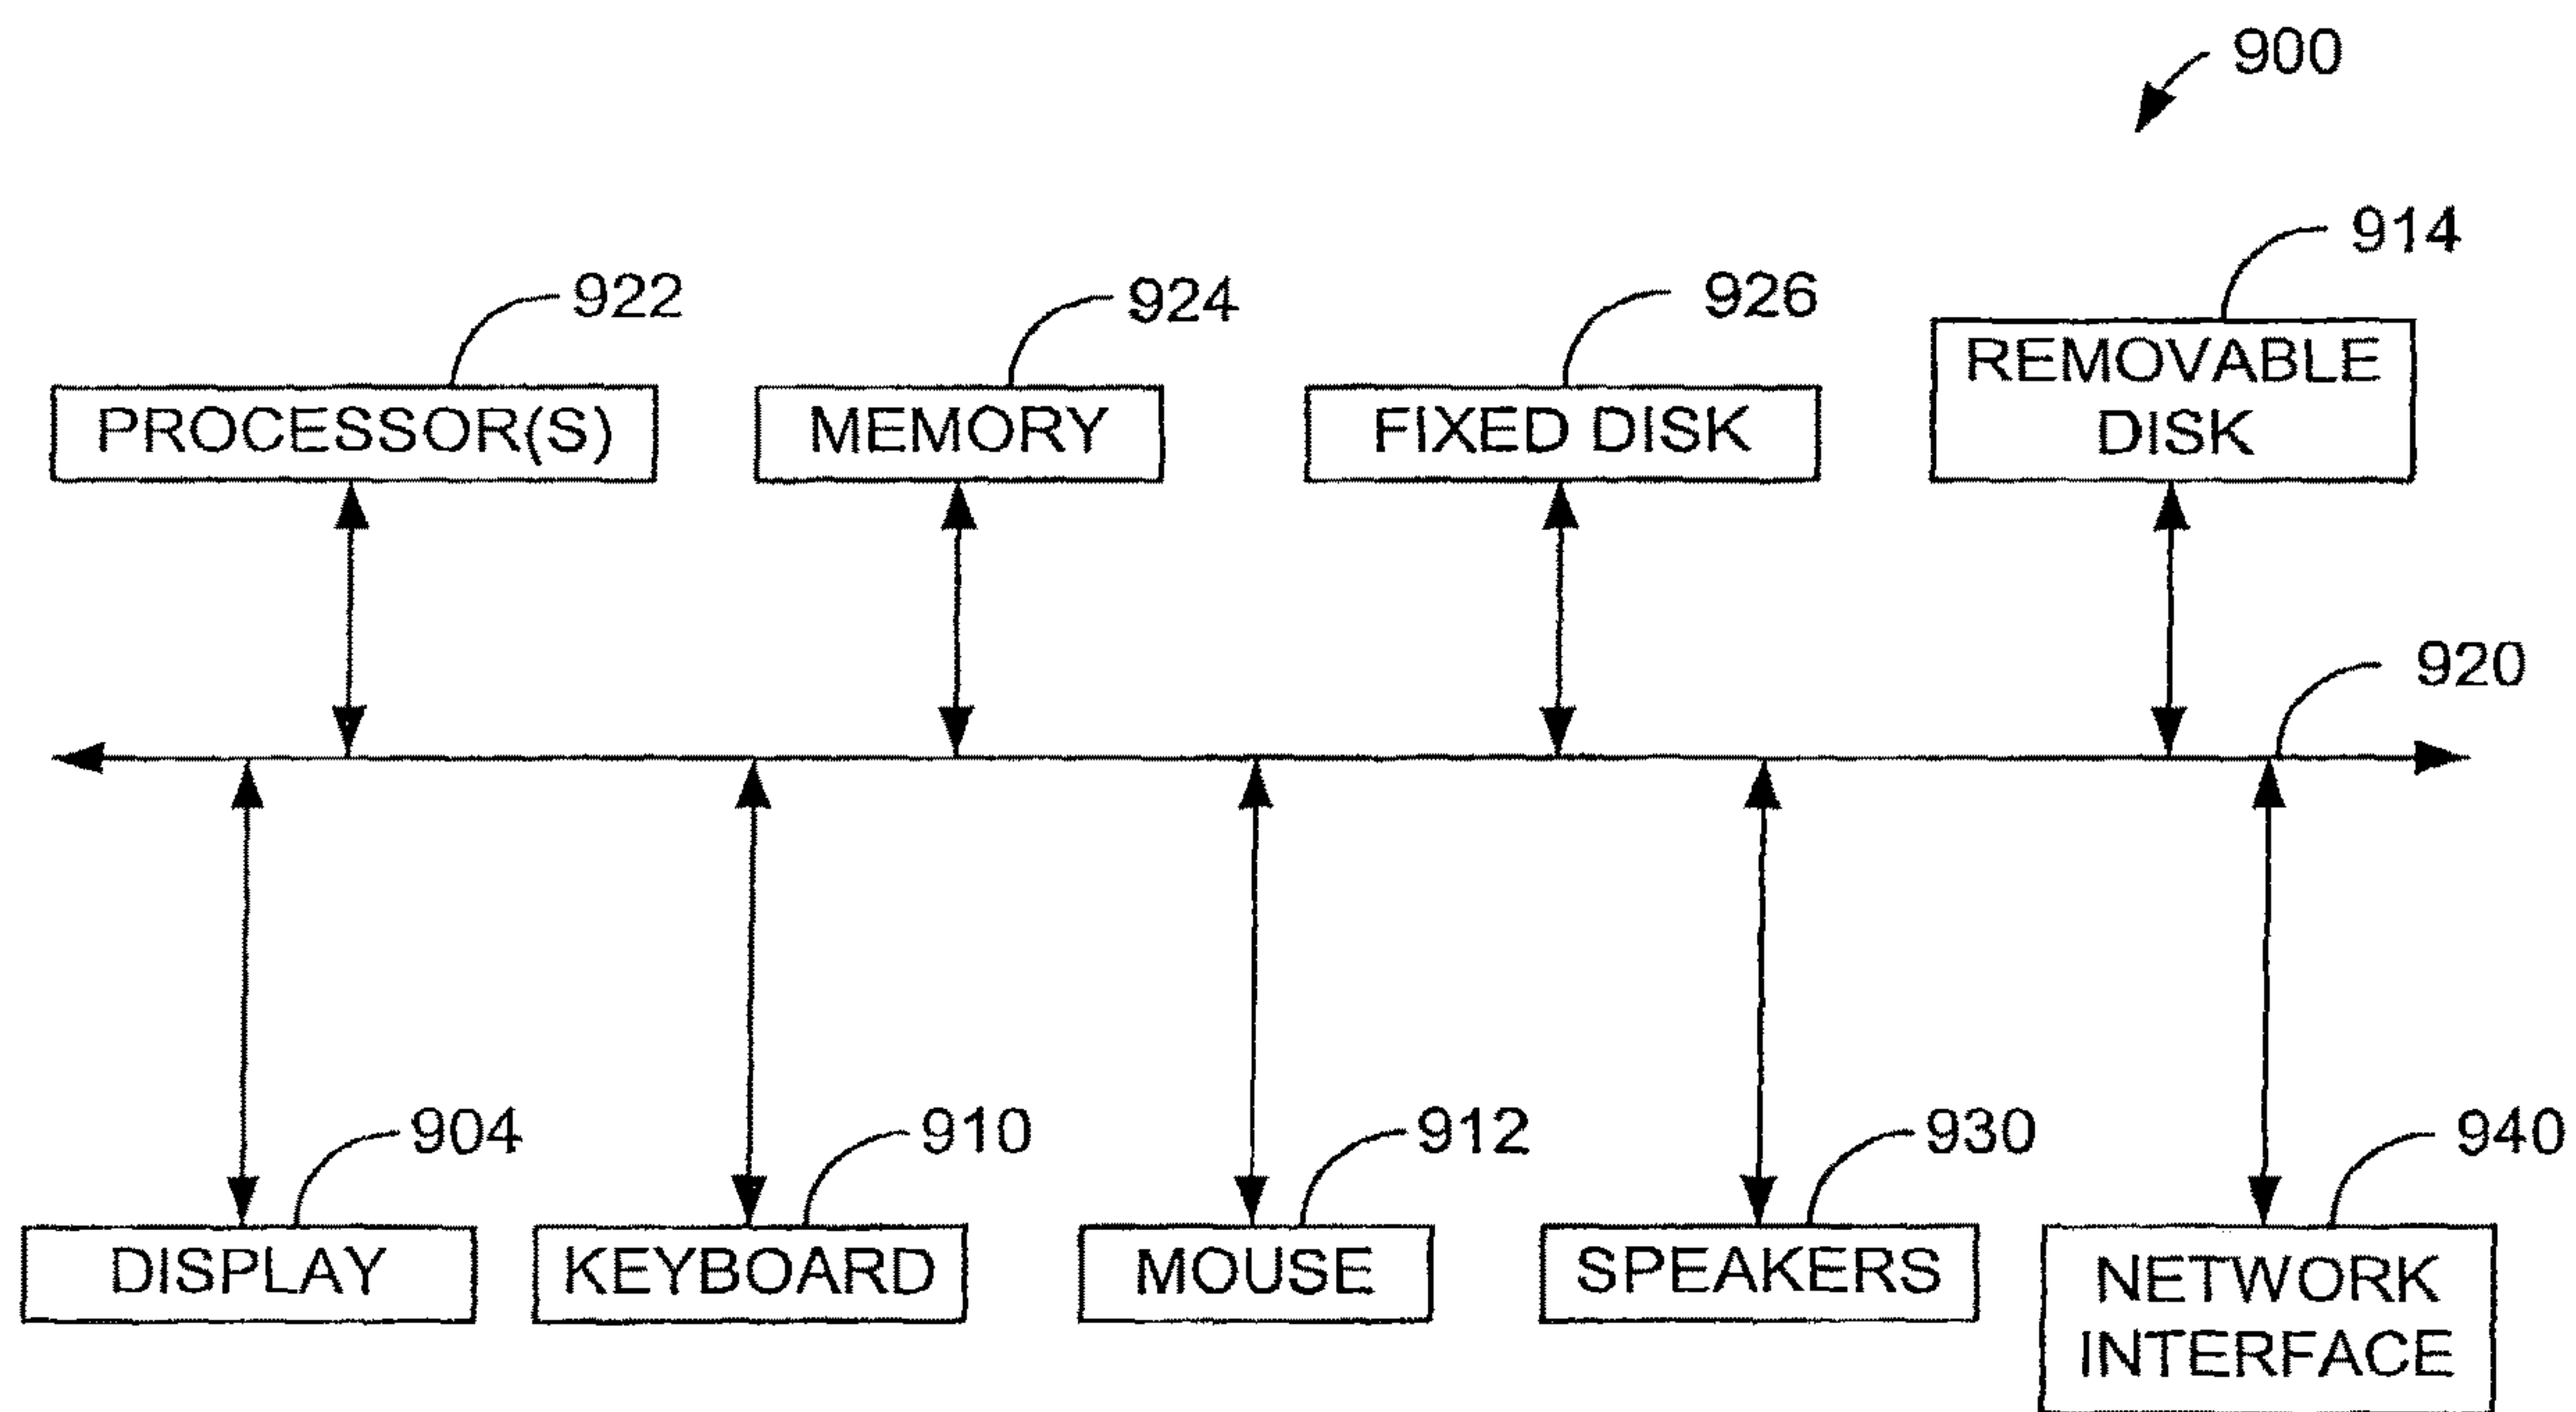 900
914
922
924
926
REMOVABLE
DISK
PROCESSOR(S)
MEMORY
FIXED DISK
920
904
910
912
930
940
DISPLAY
KEYBOARD
MOUSE
SPEAKERS
NETWORK
INTERFACE